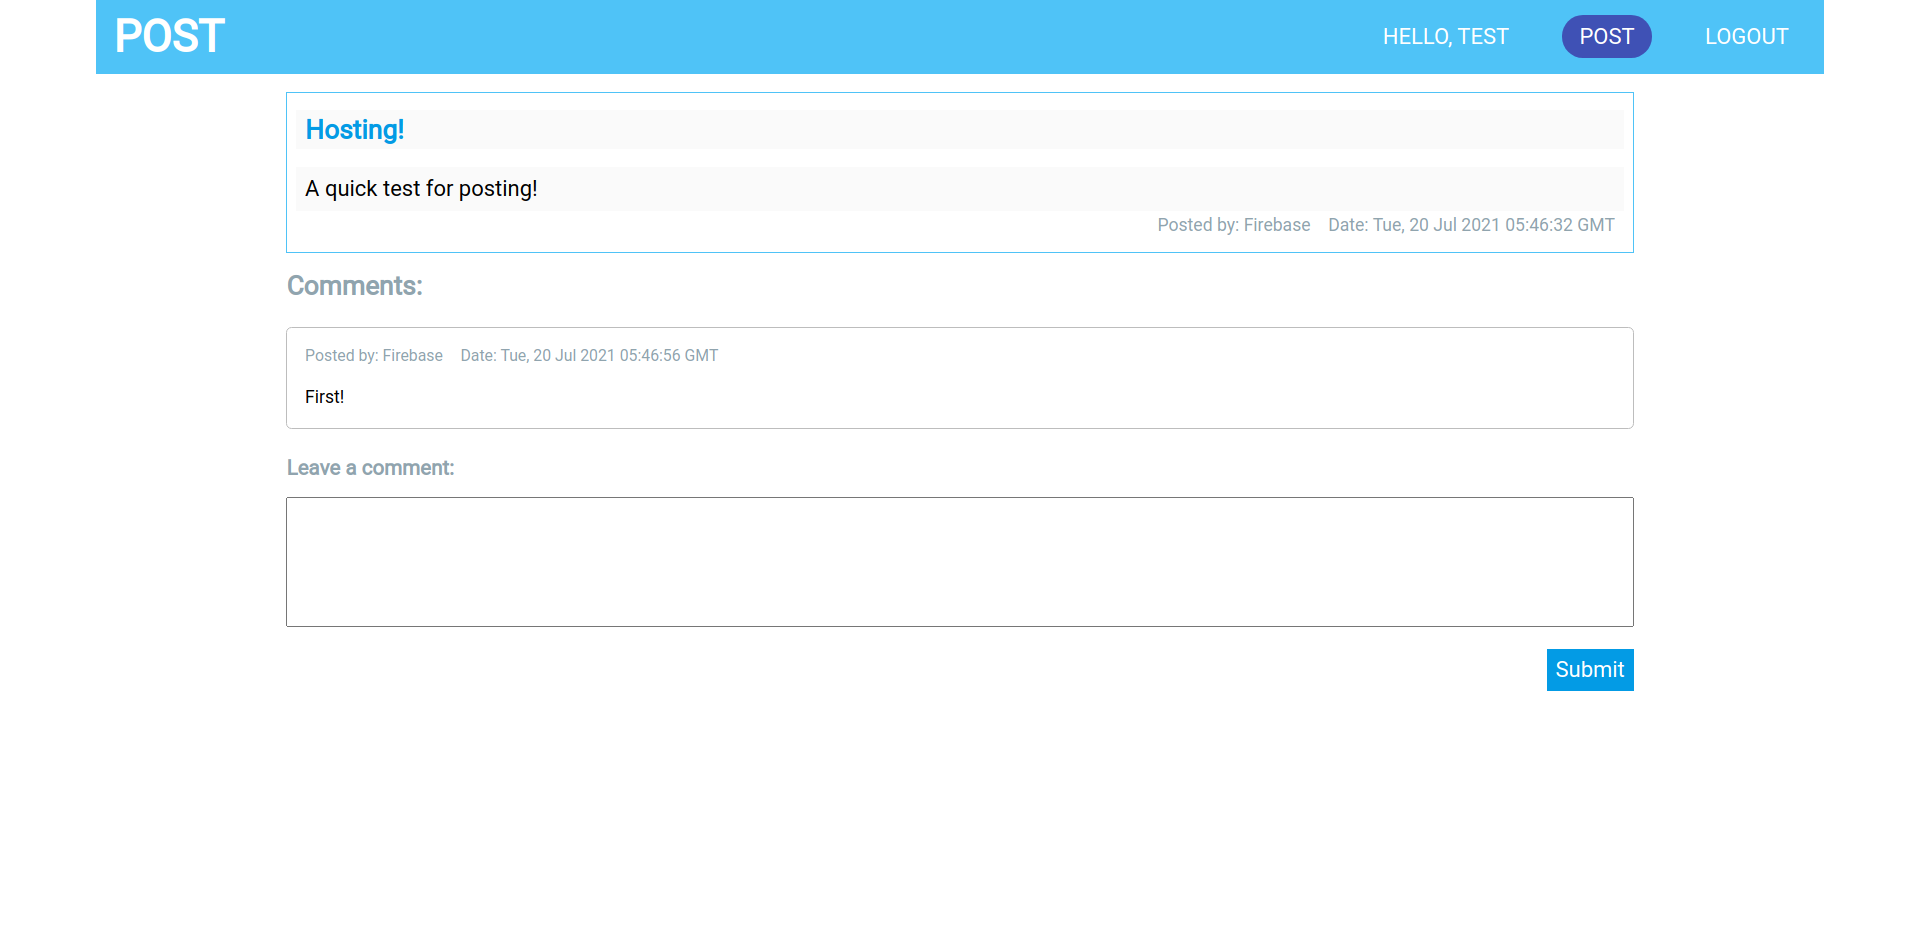 POST HELLO, TEST POST LOGOUT
Hosting!
A quick test for posting!
Posted by: Firebase Date: Tue, 20 Jul 2021 05:46:32 GMT
Comments:
Posted by: Firebase Date: Tue, 20 Jul 2021 05:46:56 GMT
First!
Leave a comment:
Submit